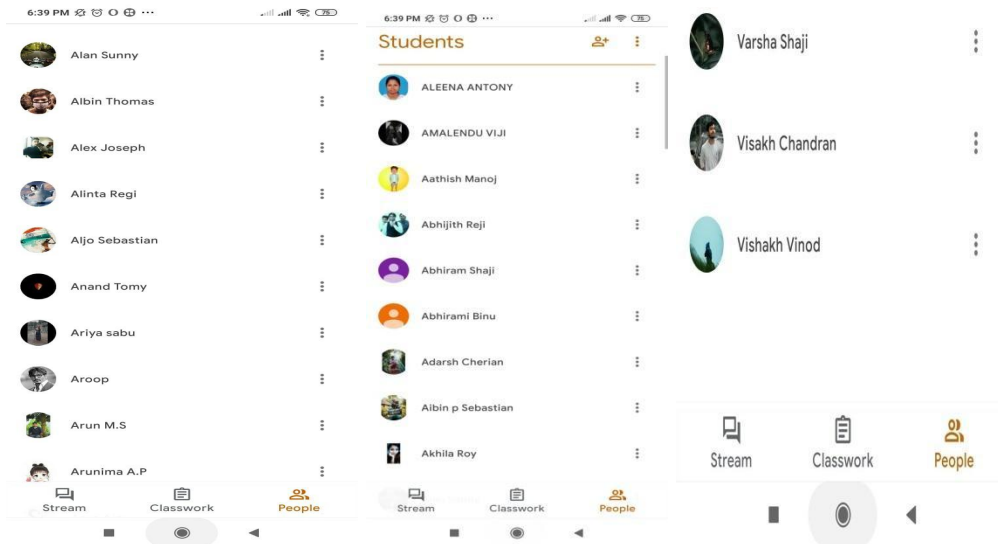 6:39 PM
75
Alan Sunny
Albin Thomas
Alex Joseph
Alinta Regi
Aljo Sebastian
Anand Tomy
Ariya sabu
Aroop
Arun M.S
Arunima A.P
Stream Classwork People
6:39 PM
75
Students
ALEENA ANTONY
AMALENDU VIJI
Aathish Manoj
Abhijith Reji
Abhiram Shaji
Abhirami Binu
Adarsh Cherian
Aibin p Sebastian
Akhila Roy
Stream Classwork People
Varsha Shaji
Visakh Chandran
Vishakh Vinod
Stream Classwork People